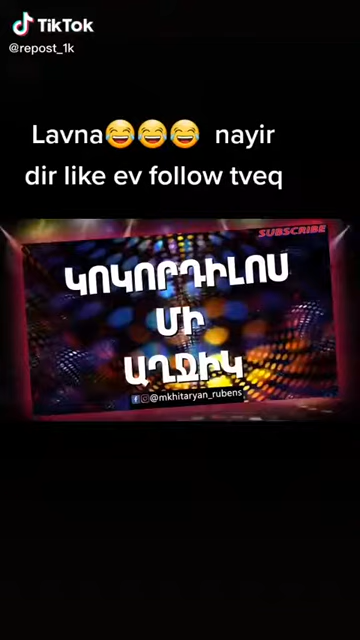 TikTok
@repost_1k
Lavna😂😂😂 nayir
dir like ev follow tveq
SUBSCRIBE
ԿՈԿՈՐԴԻԼՈՍ
ՄԻ
ԱՂՋԻԿ
@mkhitaryan_rubens